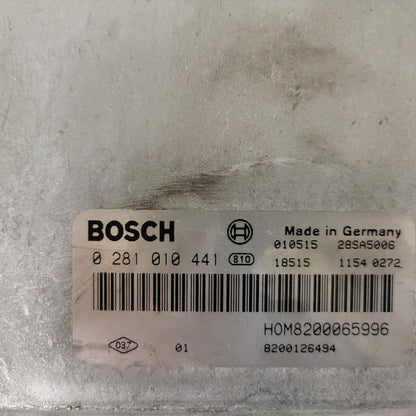 BOSCH Made in Germany
010515 28SA5006
0 281 010 441 810 18515 1154 0272
HOM8200065996
037 01 8200126494